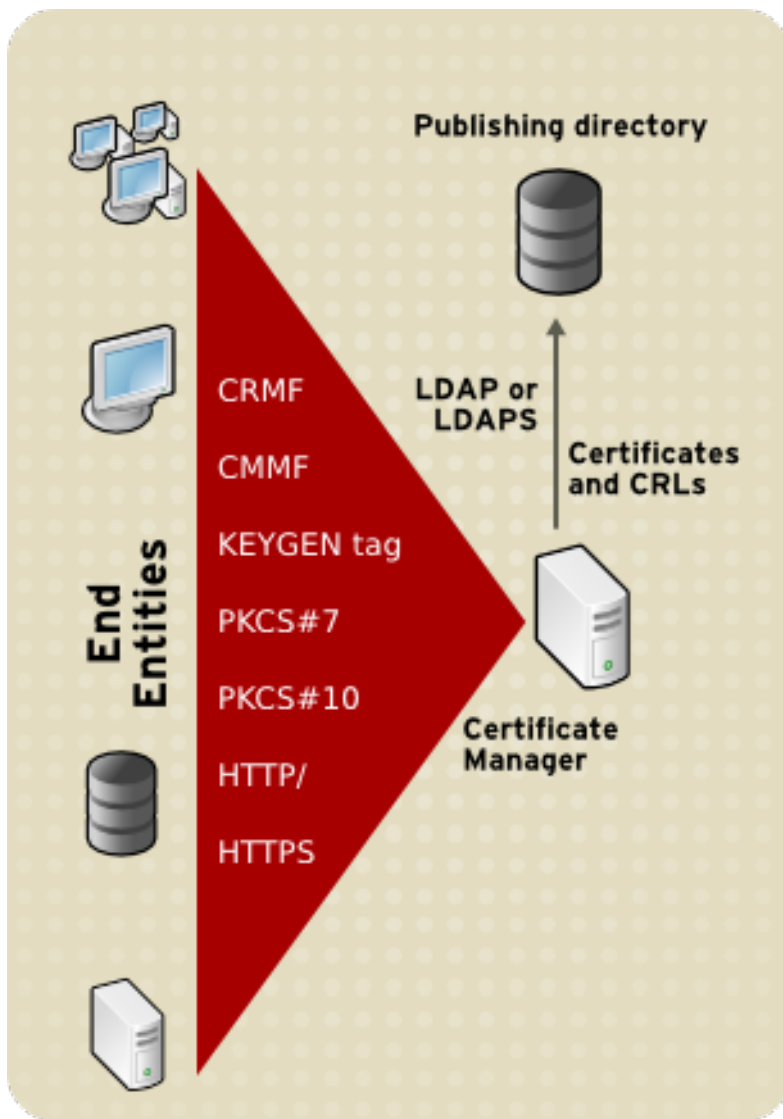 Publishing directory
LDAP or
LDAPS
Certificates
and CRLs
CRMF
CMMF
KEYGEN tag
PKCS#7
PKCS#10
HTTP/
HTTPS
End
Entities
Certificate
Manager